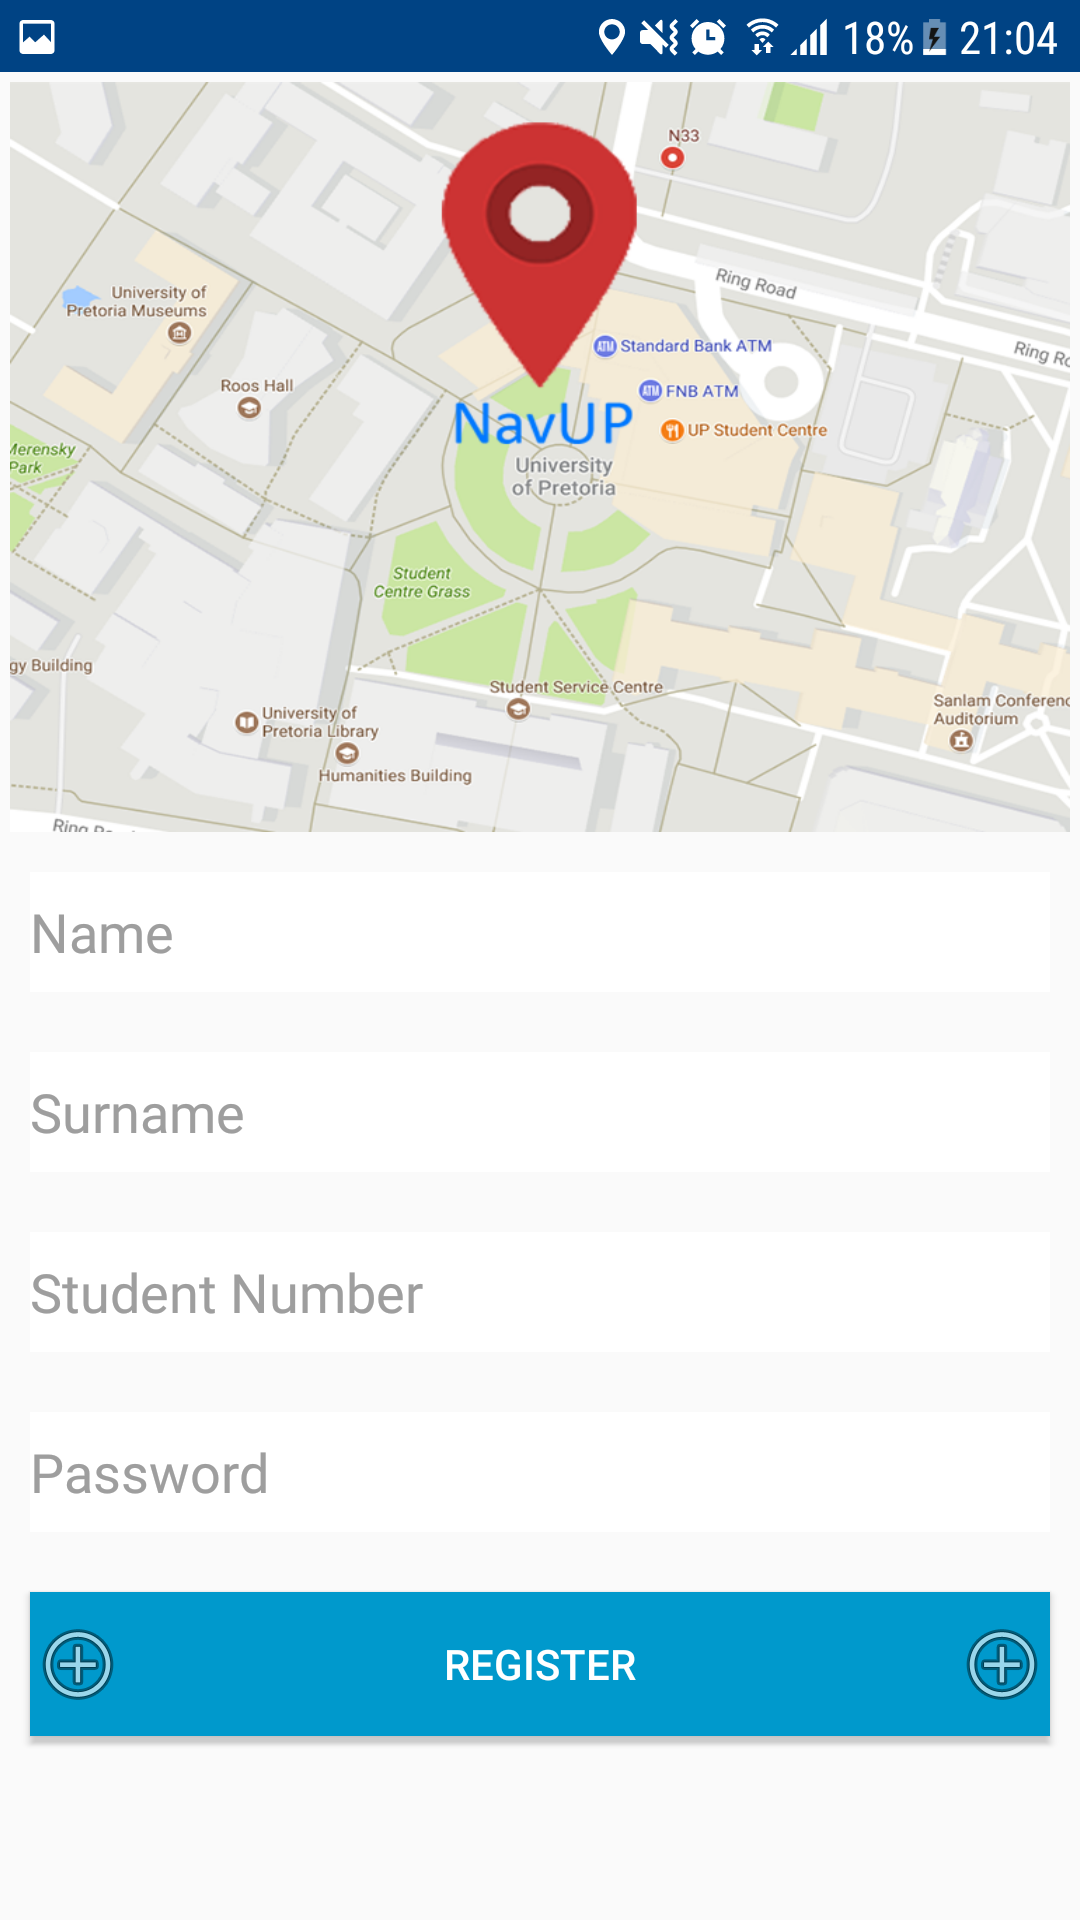 18% 21:04
N33
Ring Road
Ring Ro
University of
Pretoria Museums
ATM Standard Bank ATM
Roos Hall
ATM FNB ATM
NavUP
UP Student Centre
Merensky
Park
University
of Pretoria
Student
Centre Grass
gy Building
Student Service Centre
Sanlam Conferenc
Auditorium
University of
Pretoria Library
Humanities Building
Ring R
Name
Surname
Student Number
Password
REGISTER